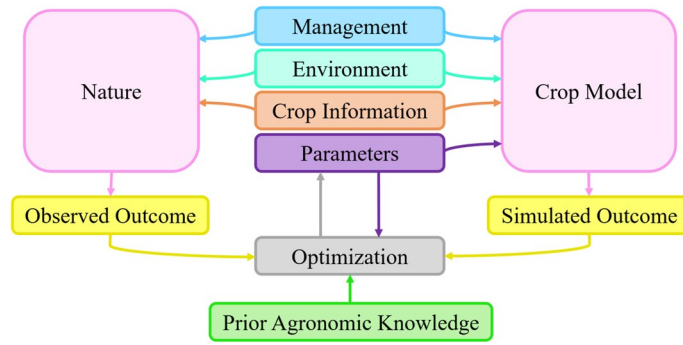 Management
Environment
Nature
Crop Model
Crop Information
Parameters
Observed Outcome
Simulated Outcome
Optimization
Prior Agronomic Knowledge